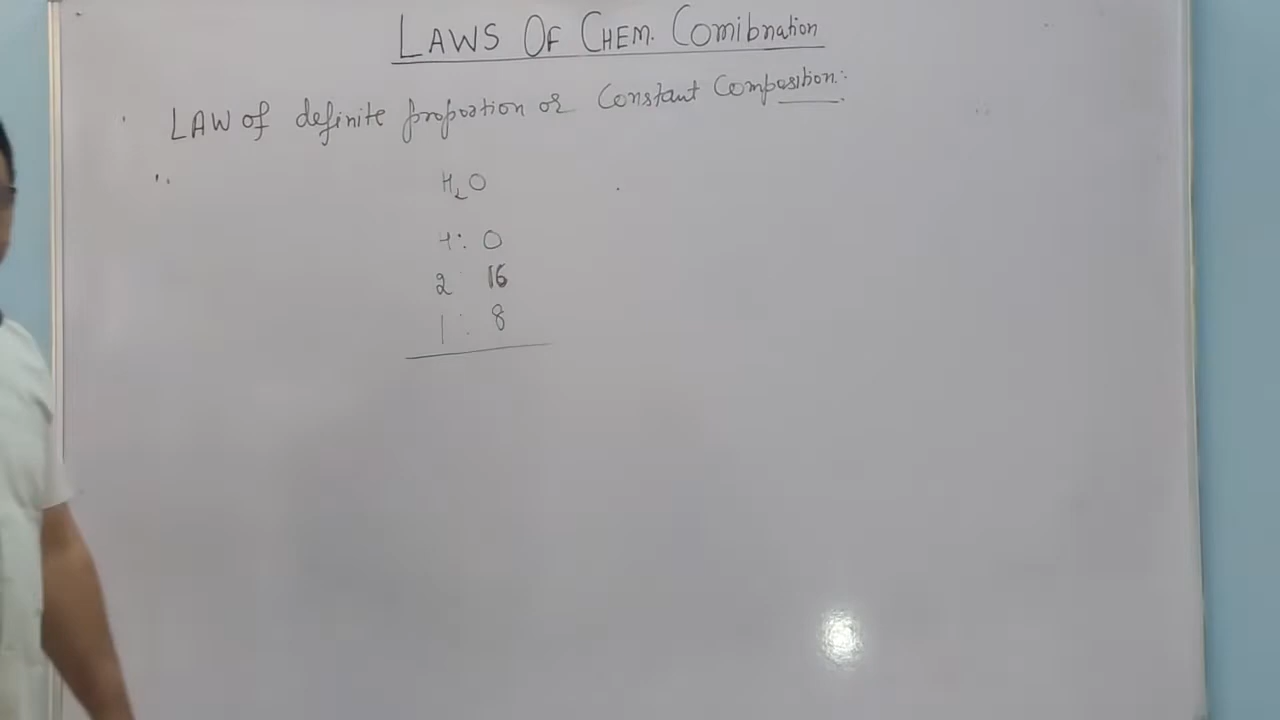 LAWS OF CHEM. Comibnation
LAW of definite proportion or Constant Composition:
H₂O
H : O
2 : 16
1 : 8